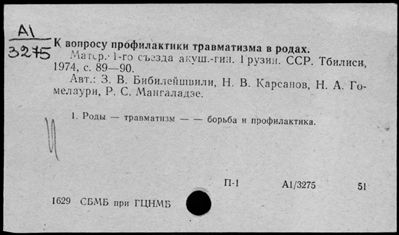 А1/
3275
К вопросу профилактики травматизма в родах.
Матер. 1-го съезда акуш.-гин. Грузин. ССР. Тбилиси,
1974, с. 89—90.
Авт.: З. В. Бибилейшвили, Н. В. Карсанов, Н. А. Го-
мелаури, Р. С. Мангаладзе.
1. Роды — травматизм — — борьба и профилактика.
П-1 А1/3275 51
1629 СБМБ при ГЦНМБ